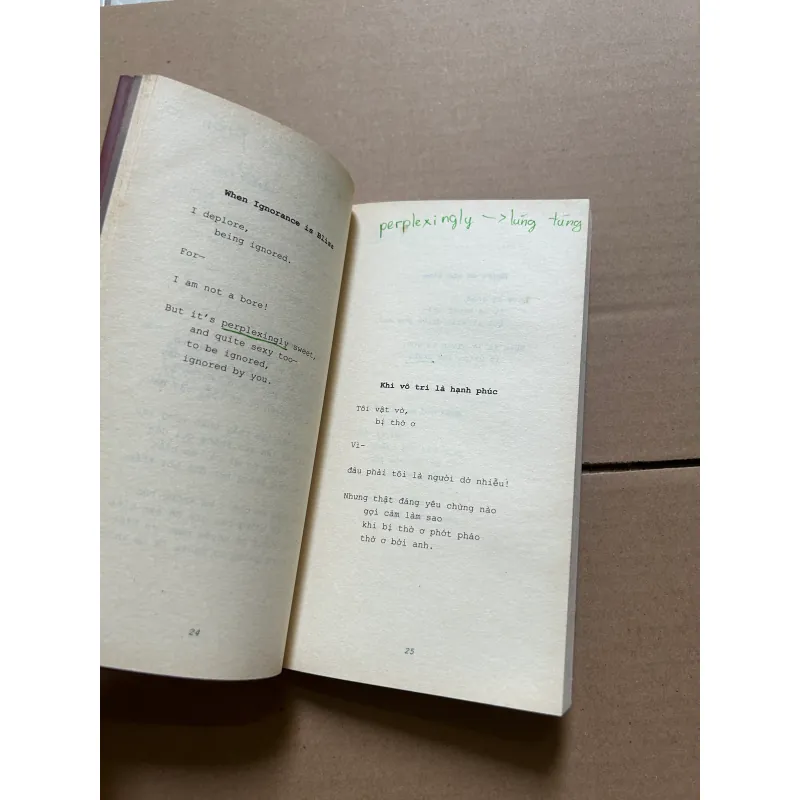 When Ignorance is Bliss
I deplore,
being ignored.
For—
I am not a bore!
But it's perplexingly sweet,
and quite sexy too—
to be ignored,
ignored by you.
24
perplexingly —> lúng túng
Khi vô tri là hạnh phúc
Tôi vật vờ,
bị thờ ơ
Vì—
đâu phải tôi là người dở nhiễu!
Nhưng thật đáng yêu chừng nào
gợi cảm làm sao
khi bị thờ ơ phớt pháo
thờ ơ bởi anh.
25